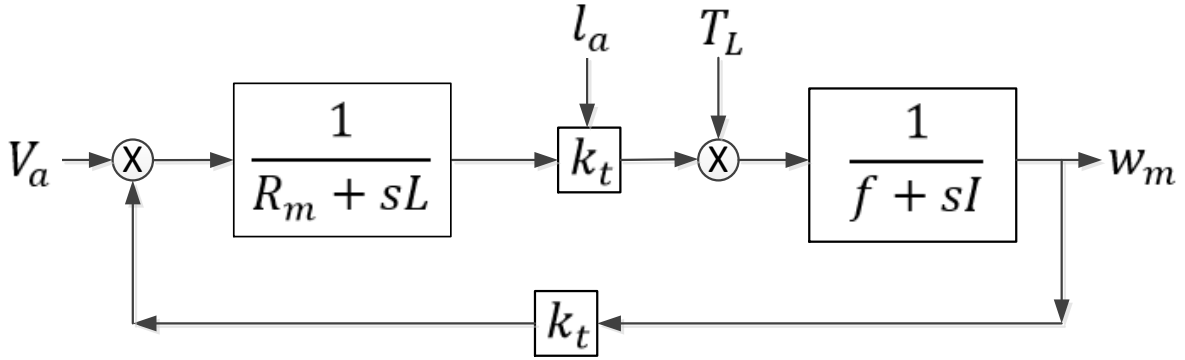 l_a
T_L
V_a
X
1
R_m + sL
k_t
X
1
f + sI
w_m
k_t